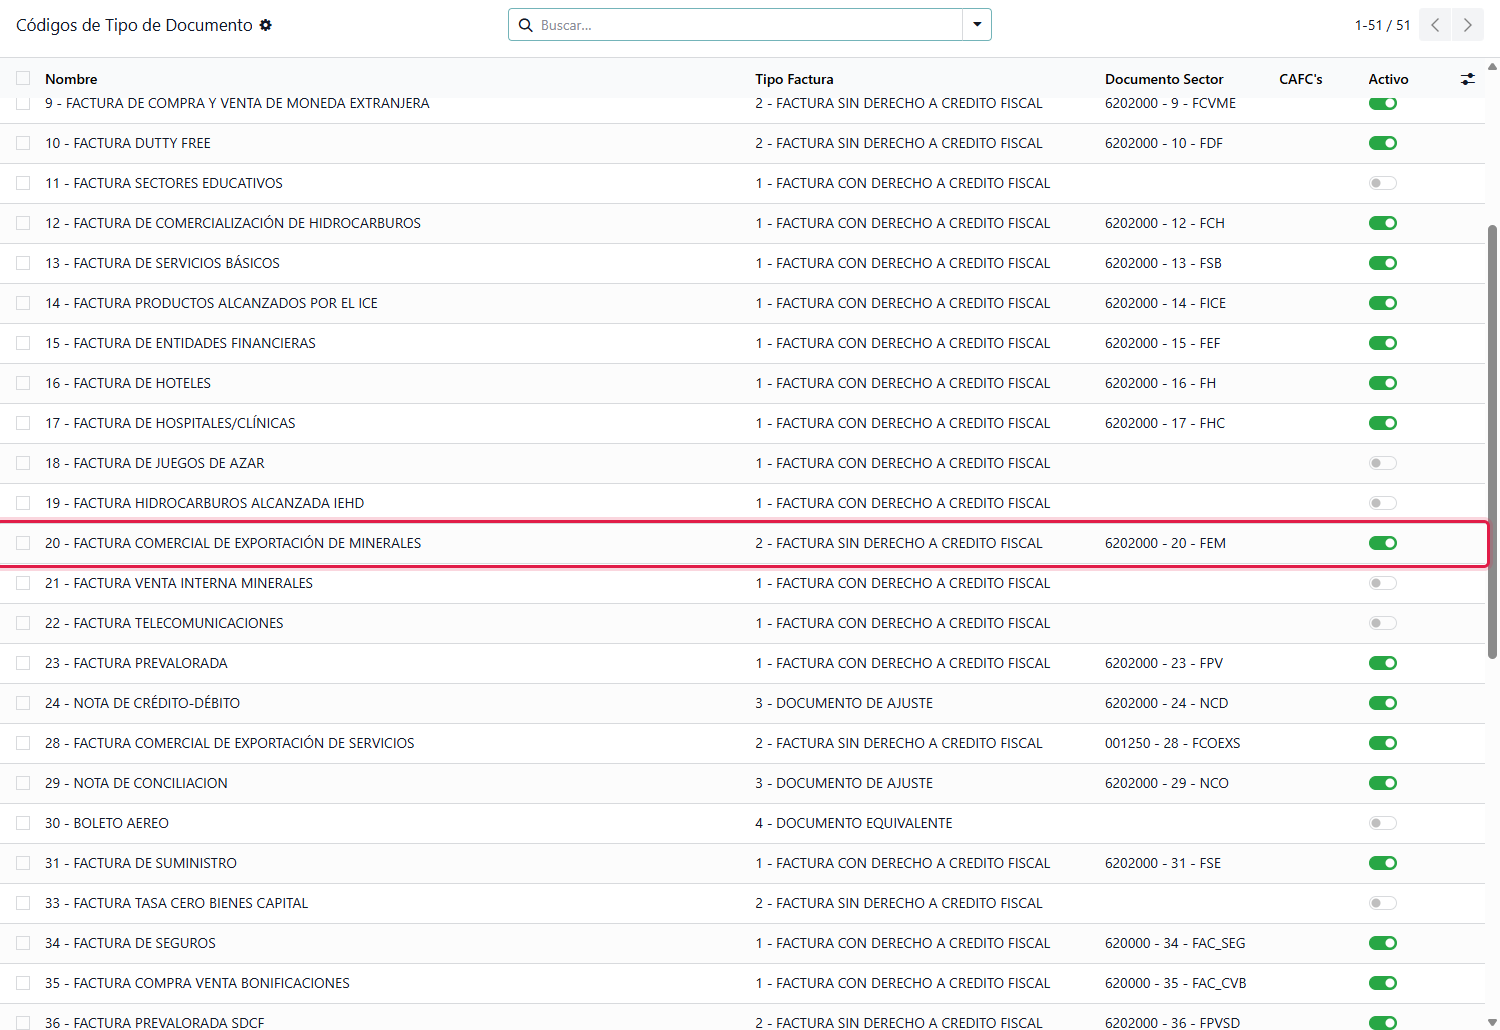 Códigos de Tipo de Documento
Buscar...
1-51 / 51
Nombre Tipo Factura Documento Sector CAFC's Activo
9 - FACTURA DE COMPRA Y VENTA DE MONEDA EXTRANJERA 2 - FACTURA SIN DERECHO A CREDITO FISCAL 6202000 - 9 - FCVME
10 - FACTURA DUTTY FREE 2 - FACTURA SIN DERECHO A CREDITO FISCAL 6202000 - 10 - FDF
11 - FACTURA SECTORES EDUCATIVOS 1 - FACTURA CON DERECHO A CREDITO FISCAL
12 - FACTURA DE COMERCIALIZACIÓN DE HIDROCARBUROS 1 - FACTURA CON DERECHO A CREDITO FISCAL 6202000 - 12 - FCH
13 - FACTURA DE SERVICIOS BÁSICOS 1 - FACTURA CON DERECHO A CREDITO FISCAL 6202000 - 13 - FSB
14 - FACTURA PRODUCTOS ALCANZADOS POR EL ICE 1 - FACTURA CON DERECHO A CREDITO FISCAL 6202000 - 14 - FICE
15 - FACTURA DE ENTIDADES FINANCIERAS 1 - FACTURA CON DERECHO A CREDITO FISCAL 6202000 - 15 - FEF
16 - FACTURA DE HOTELES 1 - FACTURA CON DERECHO A CREDITO FISCAL 6202000 - 16 - FH
17 - FACTURA DE HOSPITALES/CLÍNICAS 1 - FACTURA CON DERECHO A CREDITO FISCAL 6202000 - 17 - FHC
18 - FACTURA DE JUEGOS DE AZAR 1 - FACTURA CON DERECHO A CREDITO FISCAL
19 - FACTURA HIDROCARBUROS ALCANZADA IEHD 1 - FACTURA CON DERECHO A CREDITO FISCAL
20 - FACTURA COMERCIAL DE EXPORTACIÓN DE MINERALES 2 - FACTURA SIN DERECHO A CREDITO FISCAL 6202000 - 20 - FEM
21 - FACTURA VENTA INTERNA MINERALES 1 - FACTURA CON DERECHO A CREDITO FISCAL
22 - FACTURA TELECOMUNICACIONES 1 - FACTURA CON DERECHO A CREDITO FISCAL
23 - FACTURA PREVALORADA 1 - FACTURA CON DERECHO A CREDITO FISCAL 6202000 - 23 - FPV
24 - NOTA DE CRÉDITO-DÉBITO 3 - DOCUMENTO DE AJUSTE 6202000 - 24 - NCD
28 - FACTURA COMERCIAL DE EXPORTACIÓN DE SERVICIOS 2 - FACTURA SIN DERECHO A CREDITO FISCAL 001250 - 28 - FCOEXS
29 - NOTA DE CONCILIACION 3 - DOCUMENTO DE AJUSTE 6202000 - 29 - NCO
30 - BOLETO AEREO 4 - DOCUMENTO EQUIVALENTE
31 - FACTURA DE SUMINISTRO 1 - FACTURA CON DERECHO A CREDITO FISCAL 6202000 - 31 - FSE
33 - FACTURA TASA CERO BIENES CAPITAL 2 - FACTURA SIN DERECHO A CREDITO FISCAL
34 - FACTURA DE SEGUROS 1 - FACTURA CON DERECHO A CREDITO FISCAL 620000 - 34 - FAC_SEG
35 - FACTURA COMPRA VENTA BONIFICACIONES 1 - FACTURA CON DERECHO A CREDITO FISCAL 620000 - 35 - FAC_CVB
36 - FACTURA PREVALORADA SDCF 2 - FACTURA SIN DERECHO A CREDITO FISCAL 6202000 - 36 - FPVSD